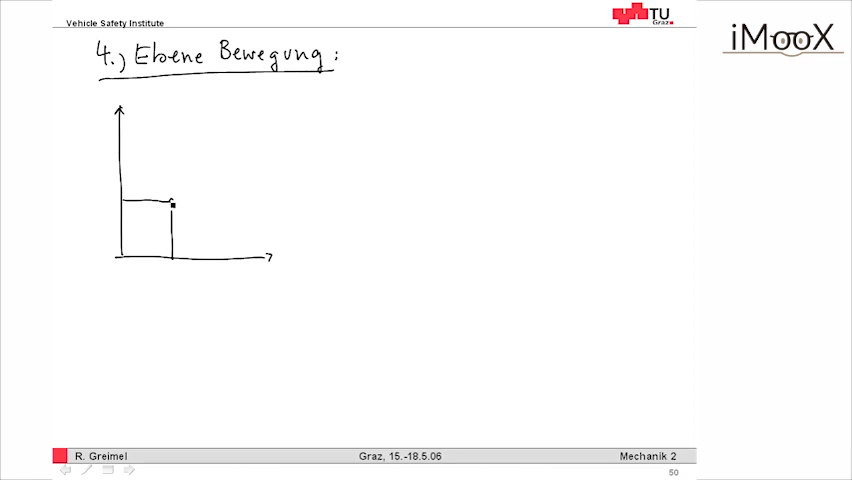 Vehicle Safety Institute
TU
Graz
iMooX
4.) Ebene Bewegung:
R. Greimel
Graz, 15.-18.5.06
Mechanik 2
50